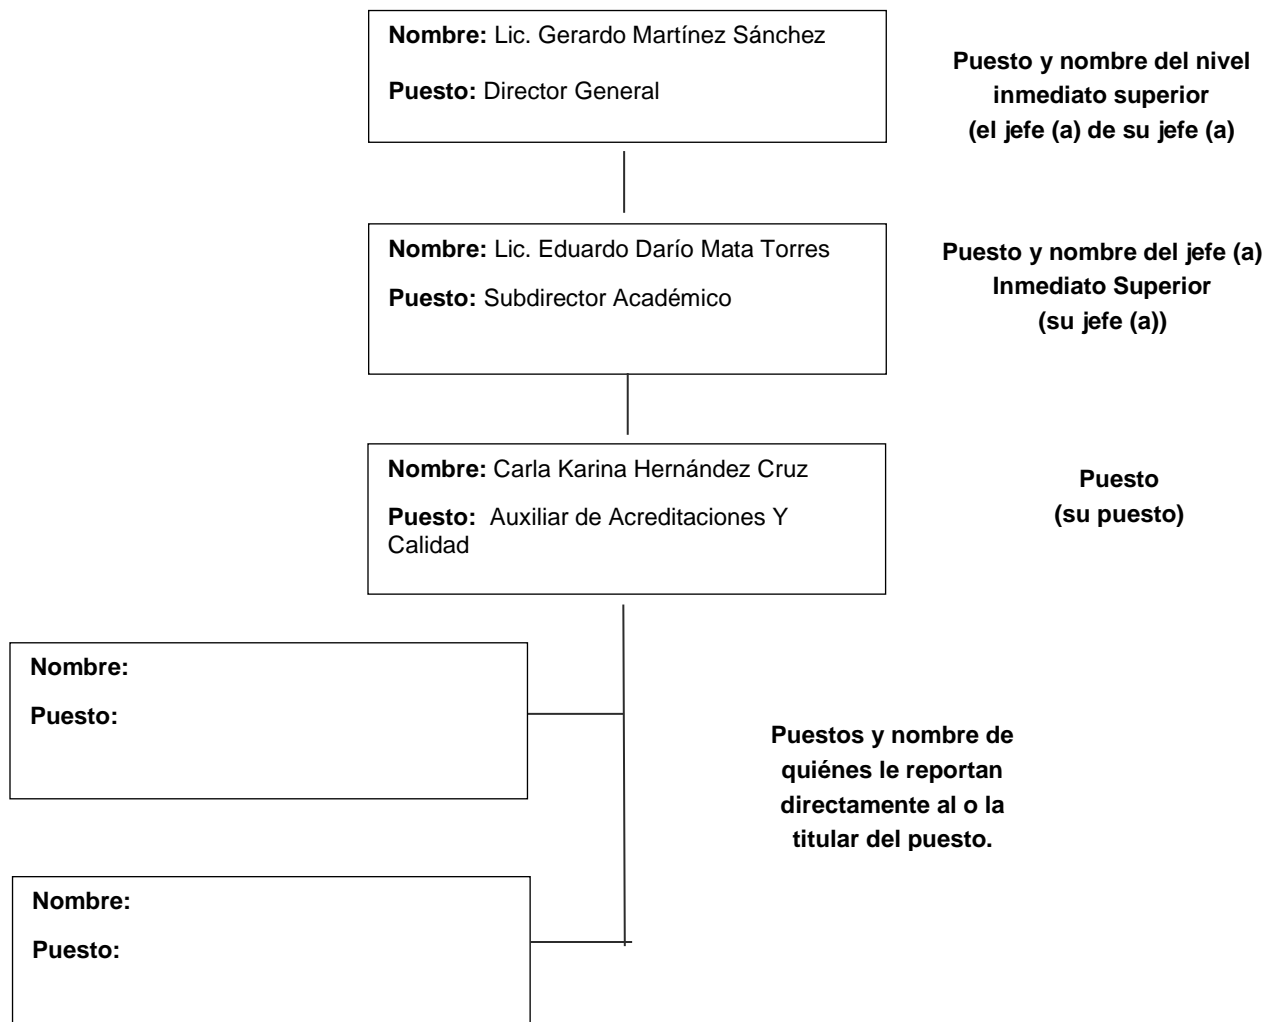 Nombre: Lic. Gerardo Martínez Sánchez
Puesto: Director General
Puesto y nombre del nivel
inmediato superior
(el jefe (a) de su jefe (a)
Nombre: Lic. Eduardo Darío Mata Torres
Puesto: Subdirector Académico
Puesto y nombre del jefe (a)
Inmediato Superior
(su jefe (a))
Nombre: Carla Karina Hernández Cruz
Puesto: Auxiliar de Acreditaciones Y
Calidad
Puesto
(su puesto)
Nombre:
Puesto:
Puestos y nombre de
quiénes le reportan
directamente al o la
titular del puesto.
Nombre:
Puesto: